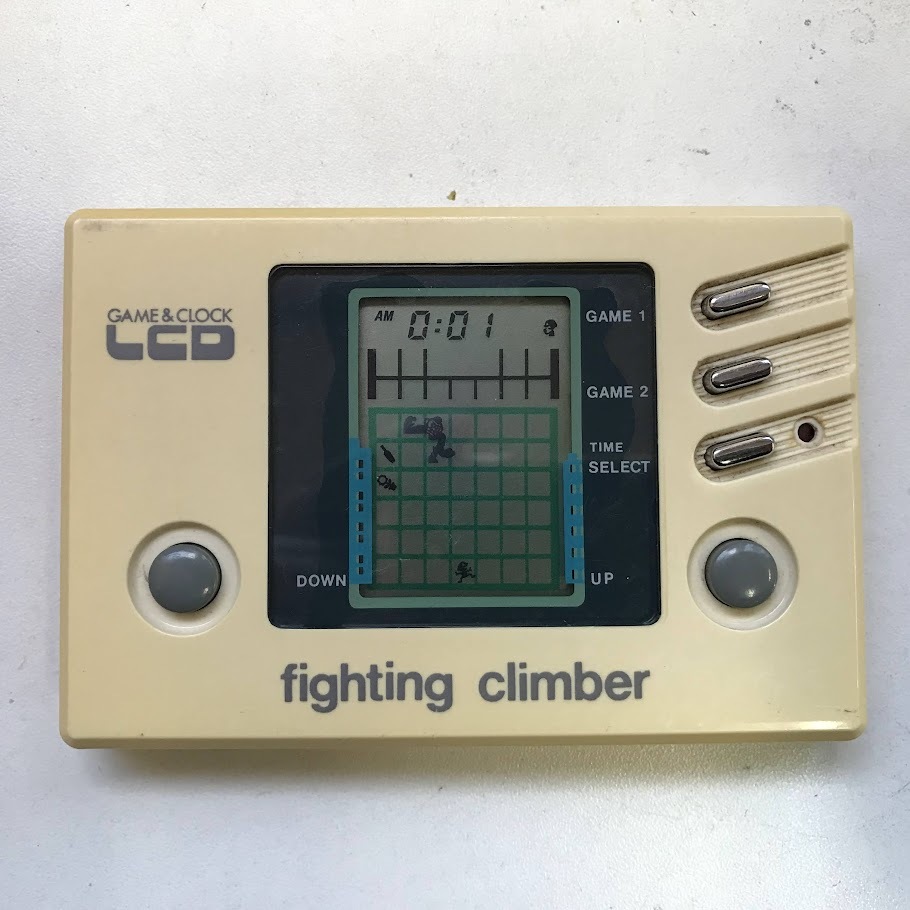 GAME & CLOCK
LCD
AM 0:01
GAME 1
GAME 2
TIME
SELECT
DOWN
UP
fighting climber